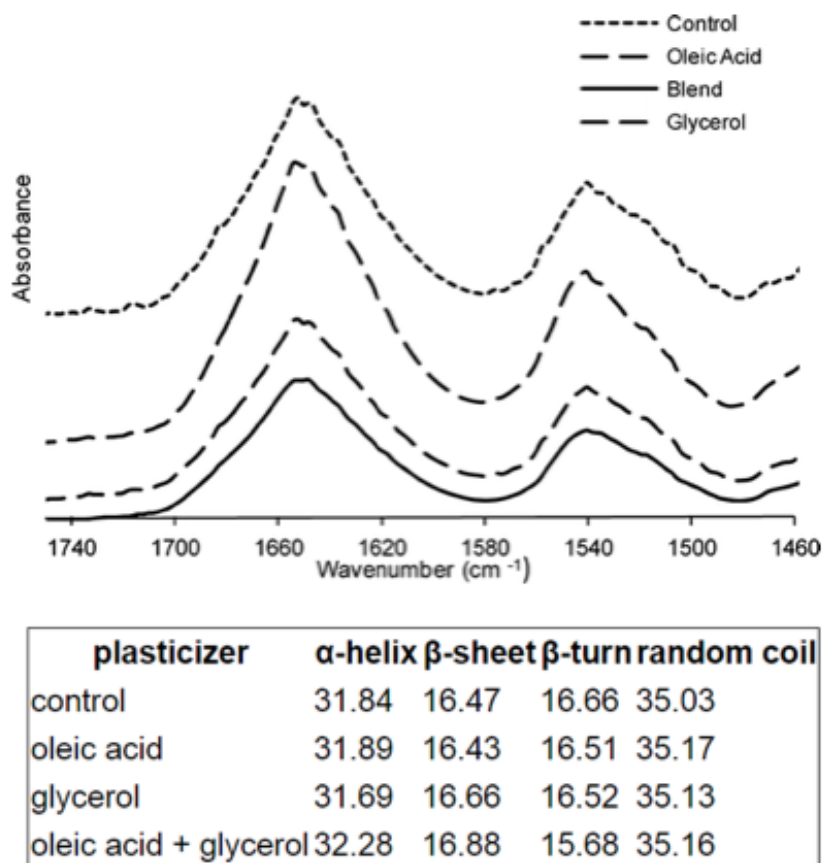 Control
Oleic Acid
Blend
Glycerol
Absorbance
1740 1700 1660 1620 1580 1540 1500 1460
Wavenumber (cm ⁻¹)
plasticizer α-helix β-sheet β-turn random coil
control 31.84 16.47 16.66 35.03
oleic acid 31.89 16.43 16.51 35.17
glycerol 31.69 16.66 16.52 35.13
oleic acid + glycerol 32.28 16.88 15.68 35.16